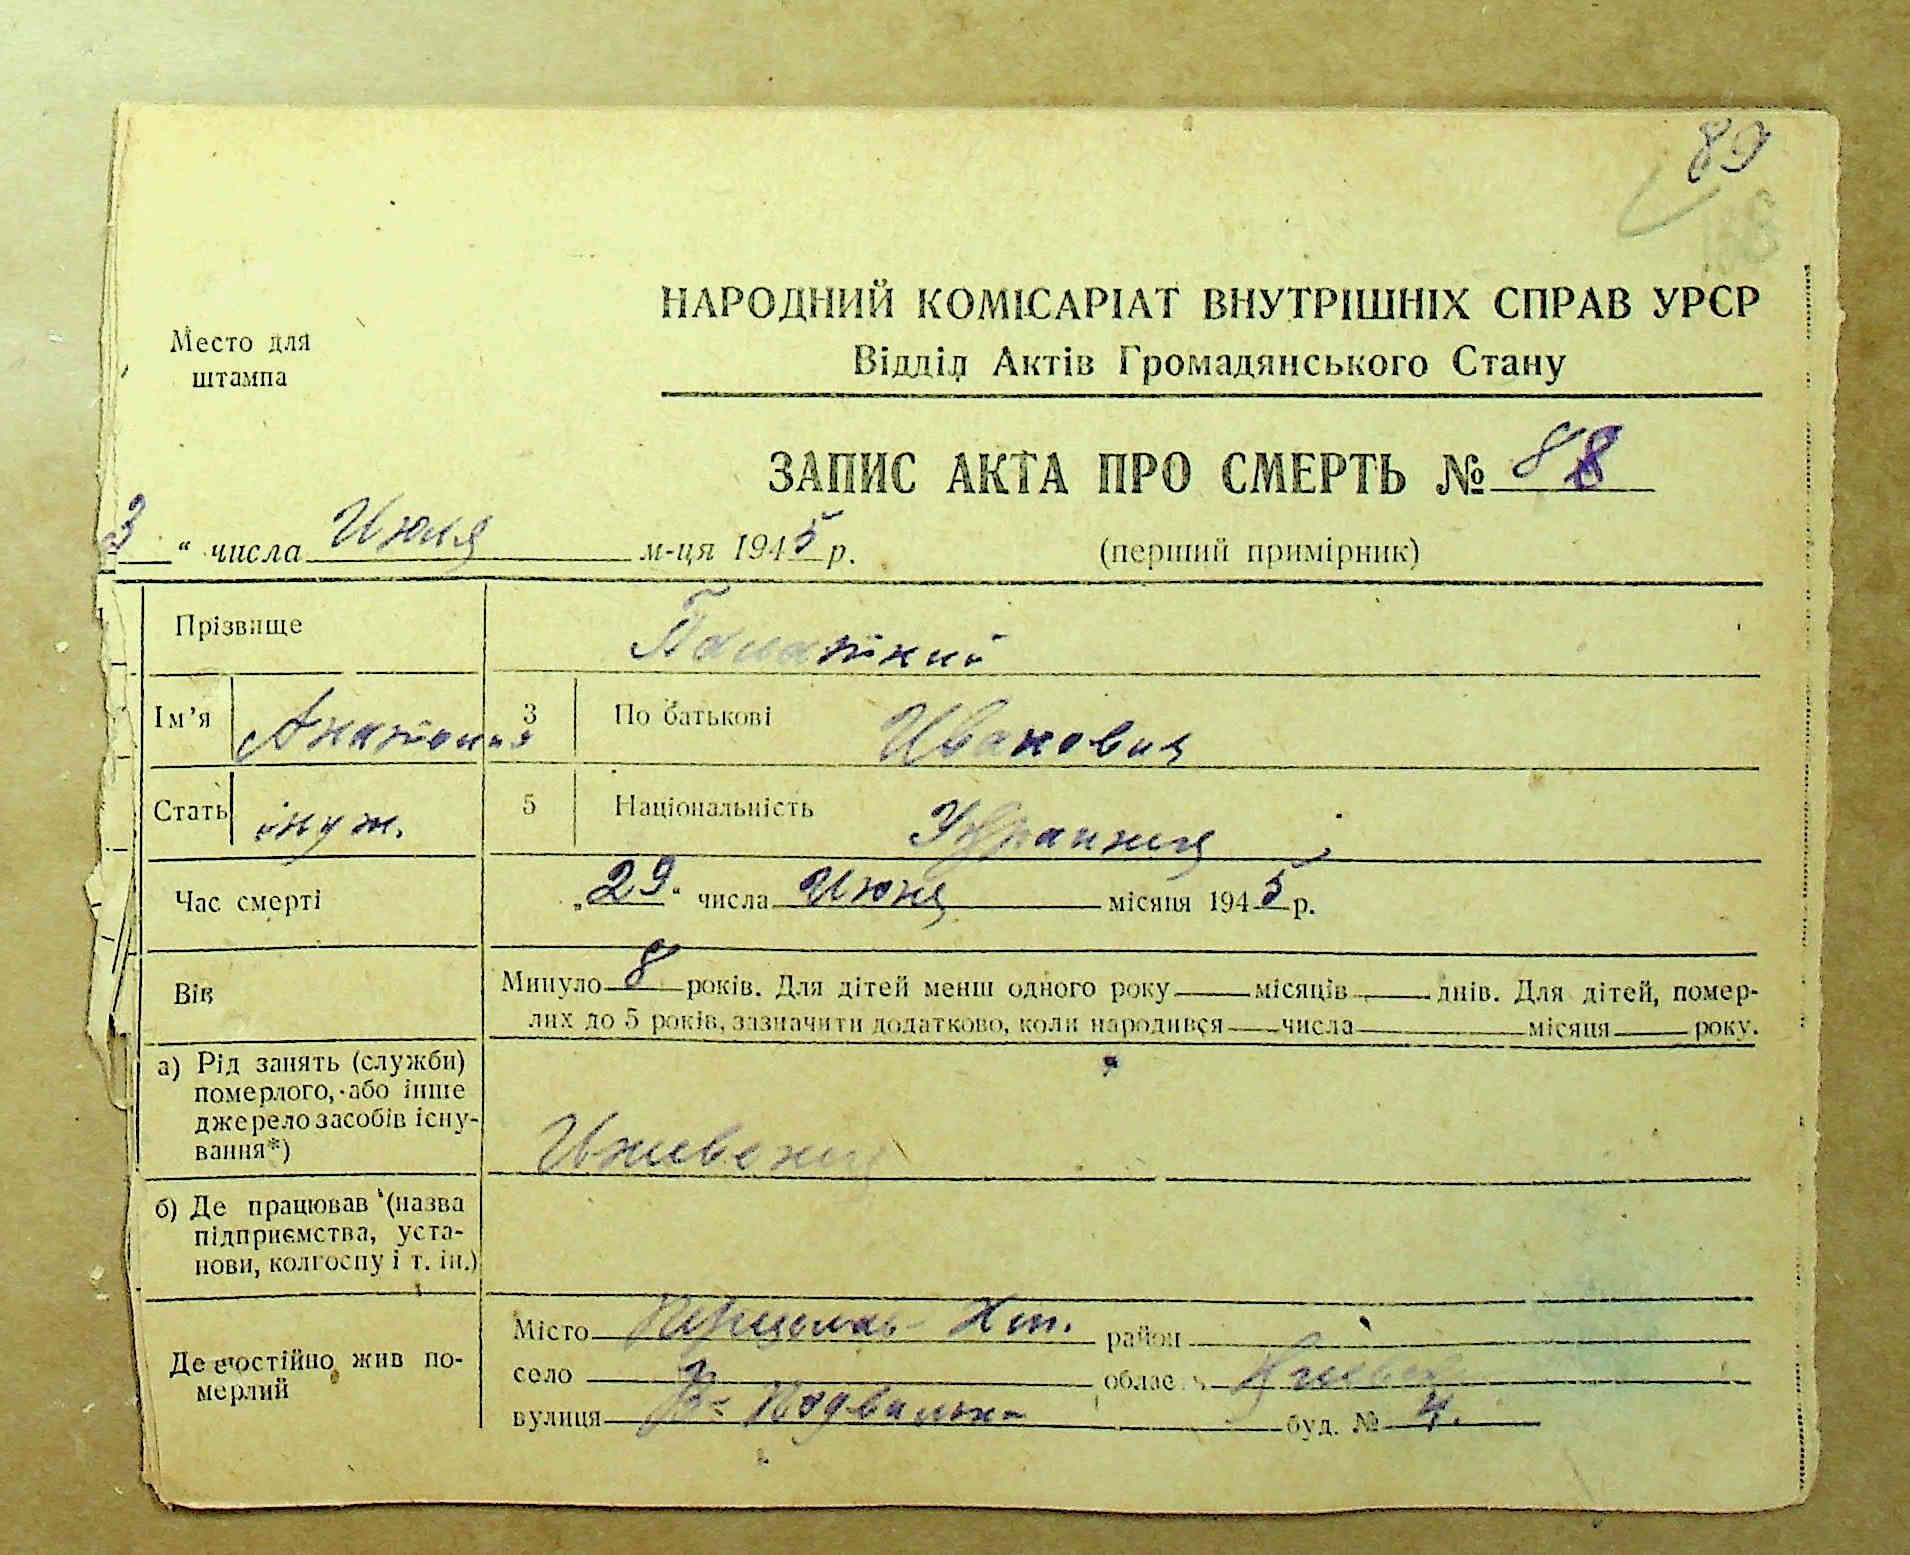 89
НАРОДНИЙ КОМІСАРІАТ ВНУТРІШНІХ СПРАВ УРСР
Відділ Актів Громадянського Стану
Место для
штампа
ЗАПИС АКТА ПРО СМЕРТЬ № 88
3 " числа Июля м-ця 1945 р. (перший примірник)
Прізвище
Ім'я Анатолий 3 По батькові Иванович
Стать муж. 5 Національність
Час смерті „29" числа Июня місяця 1945 р.
Вік Минуло 8 років. Для дітей менш одного року місяців днів. Для дітей, помер-
лих до 5 років, зазначити додатково, коли народився числа місяця року.
а) Рід занять (служби)
померлого, або інше
джерело засобів існу-
вання*)
Иждивенец
б) Де працював (назва
підприємства, уста-
нови, колгоспу і т. ін.)
Де постійно жив по-
мерлий
Місто район
село область
вулиця буд. № 4.